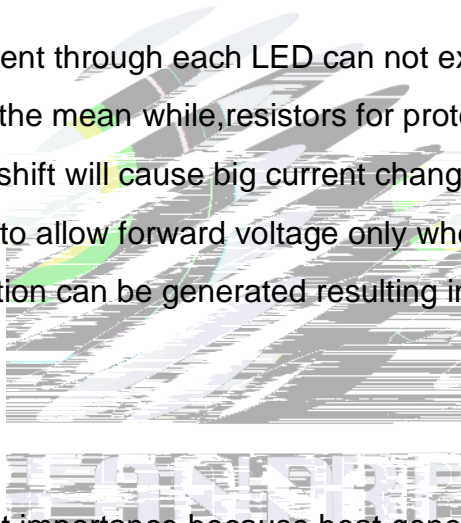 ent through each LED can not ex
the mean while,resistors for prote
shift will cause big current chang
to allow forward voltage only whe
tion can be generated resulting in
t importance because heat gene